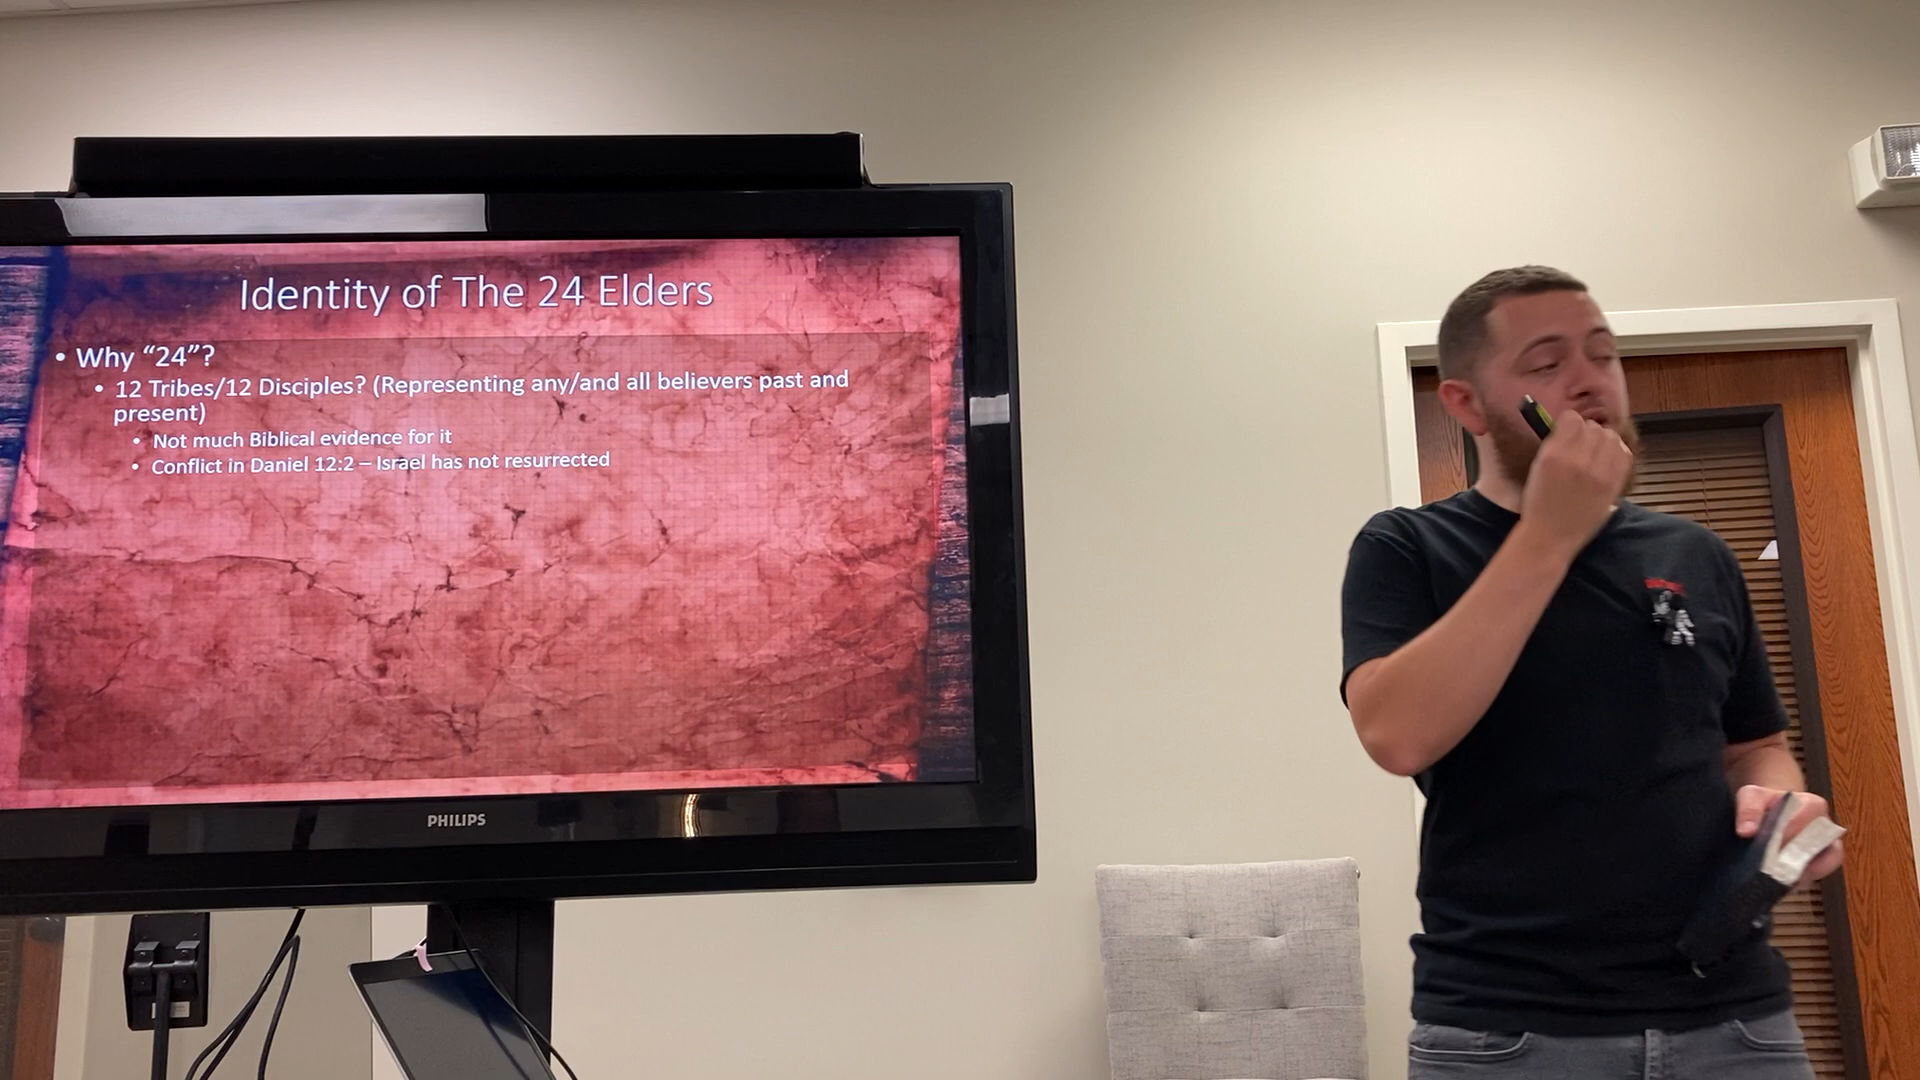 Identity of The 24 Elders
• Why “24”?
• 12 Tribes/12 Disciples? (Representing any/and all believers past and
present)
• Not much Biblical evidence for it
• Conflict in Daniel 12:2 – Israel has not resurrected
PHILIPS